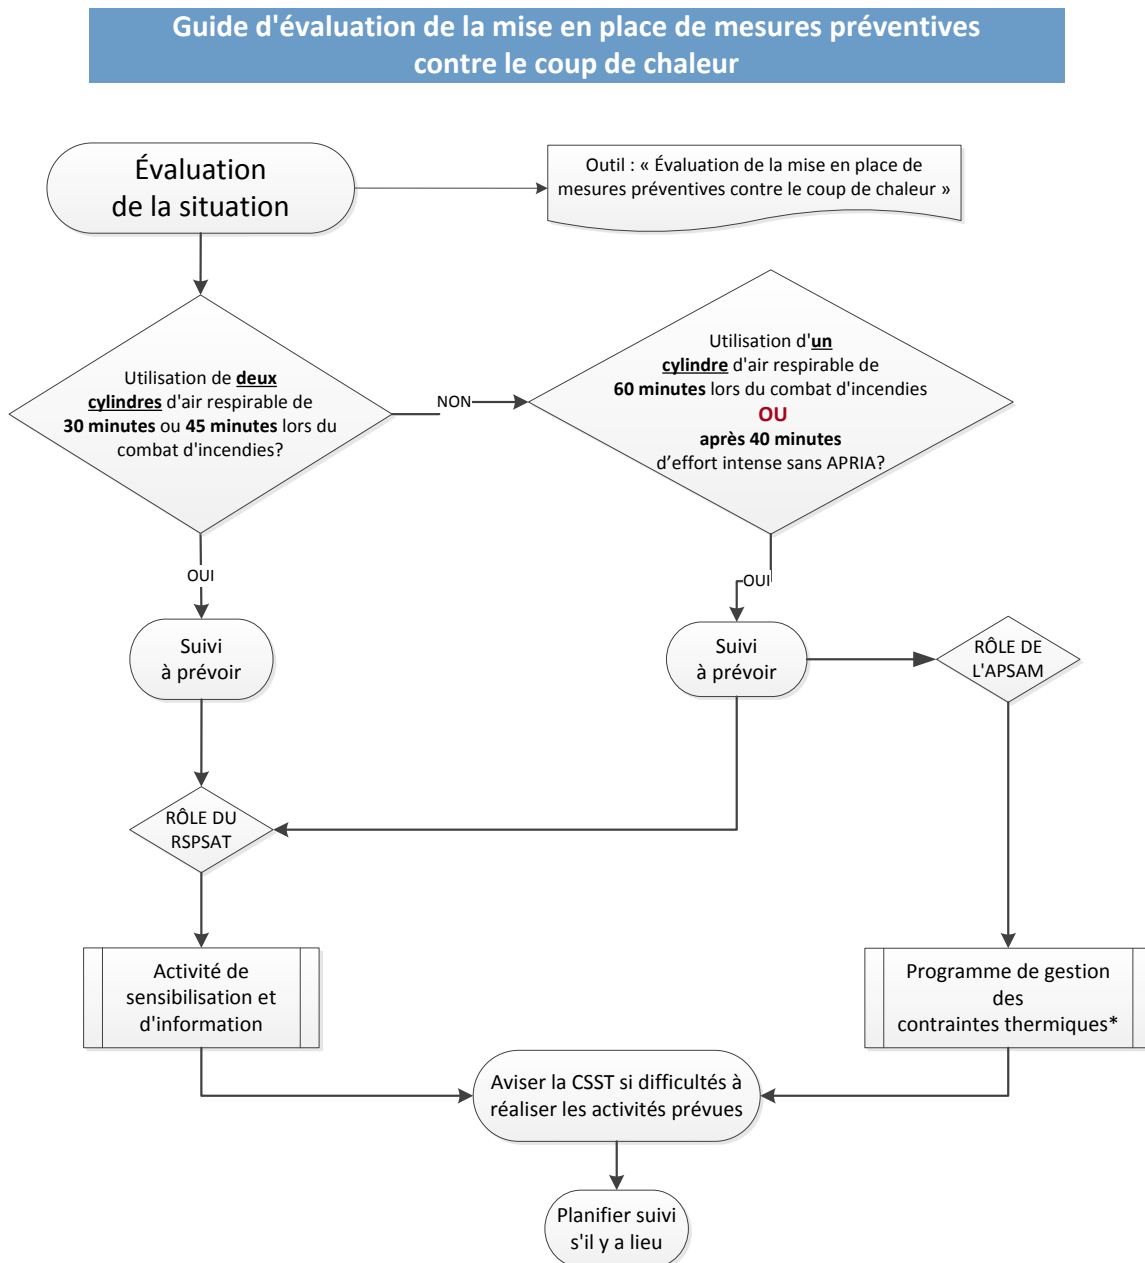 Guide d'évaluation de la mise en place de mesures préventives
contre le coup de chaleur
Évaluation
de la situation
Outil : « Évaluation de la mise en place de
mesures préventives contre le coup de chaleur »
Utilisation de deux
cylindres d'air respirable de
30 minutes ou 45 minutes lors du
combat d'incendies?
NON
Utilisation d'un
cylindre d'air respirable de
60 minutes lors du combat d'incendies
OU
après 40 minutes
d’effort intense sans APRIA?
OUI
OUI
Suivi
à prévoir
Suivi
à prévoir
RÔLE DE
L'APSAM
RÔLE DU
RSPSAT
Activité de
sensibilisation et
d'information
Programme de gestion
des
contraintes thermiques*
Aviser la CSST si difficultés à
réaliser les activités prévues
Planifier suivi
s'il y a lieu